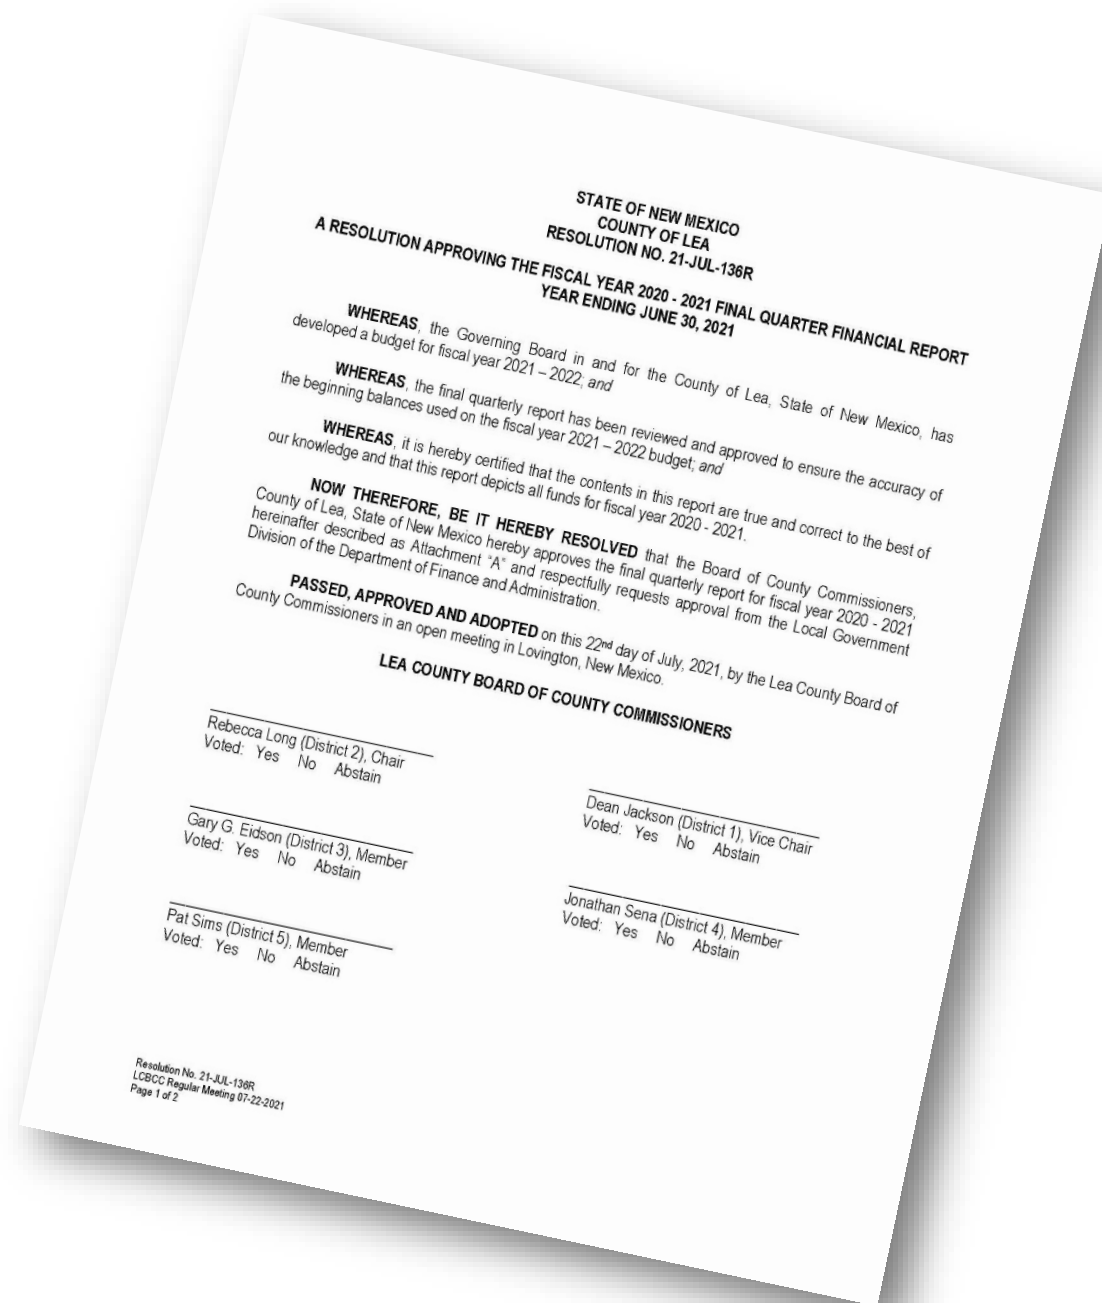 STATE OF NEW MEXICO
COUNTY OF LEA
RESOLUTION NO. 21-JUL-136R
A RESOLUTION APPROVING THE FISCAL YEAR 2020 - 2021 FINAL QUARTER FINANCIAL REPORT
YEAR ENDING JUNE 30, 2021
WHEREAS, the Governing Board in and for the County of Lea, State of New Mexico, has
developed a budget for fiscal year 2021 – 2022; and
WHEREAS, the final quarterly report has been reviewed and approved to ensure the accuracy of
the beginning balances used on the fiscal year 2021 – 2022 budget; and
WHEREAS, it is hereby certified that the contents in this report are true and correct to the best of
our knowledge and that this report depicts all funds for fiscal year 2020 - 2021.
NOW THEREFORE, BE IT HEREBY RESOLVED that the Board of County Commissioners,
County of Lea, State of New Mexico hereby approves the final quarterly report for fiscal year 2020 - 2021
hereinafter described as Attachment "A" and respectfully requests approval from the Local Government
Division of the Department of Finance and Administration.
PASSED, APPROVED AND ADOPTED on this 22nd day of July, 2021, by the Lea County Board of
County Commissioners in an open meeting in Lovington, New Mexico.
LEA COUNTY BOARD OF COUNTY COMMISSIONERS
Rebecca Long (District 2), Chair
Voted: Yes No Abstain
Dean Jackson (District 1), Vice Chair
Voted: Yes No Abstain
Gary G. Eidson (District 3), Member
Voted: Yes No Abstain
Jonathan Sena (District 4), Member
Voted: Yes No Abstain
Pat Sims (District 5), Member
Voted: Yes No Abstain
Resolution No. 21-JUL-136R
LCBCC Regular Meeting 07-22-2021
Page 1 of 2